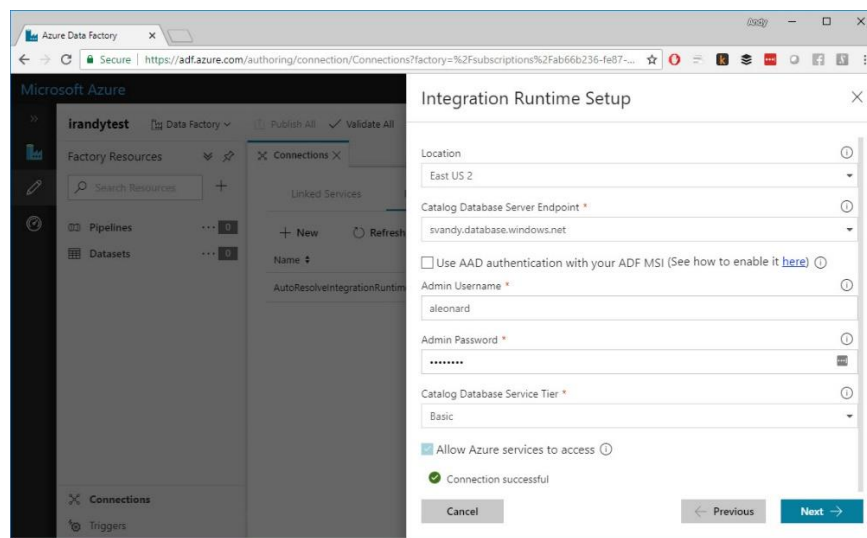 Andy
Azure Data Factory
Secure https://adf.azure.com/authoring/connection/Connections?factory=%2Fsubscriptions%2Fab66b236-fe87-...
Microsoft Azure
irandytest Data Factory Publish All Validate All
Factory Resources
Connections
Search Resources
Linked Services
Pipelines 0
New Refresh
Datasets 0
Name
AutoResolveIntegrationRuntime
Connections
Triggers
Integration Runtime Setup
Location
East US 2
Catalog Database Server Endpoint *
svandy.database.windows.net
Use AAD authentication with your ADF MSI (See how to enable it here)
Admin Username *
aleonard
Admin Password *
••••••••
Catalog Database Service Tier *
Basic
Allow Azure services to access
Connection successful
Cancel
Previous
Next